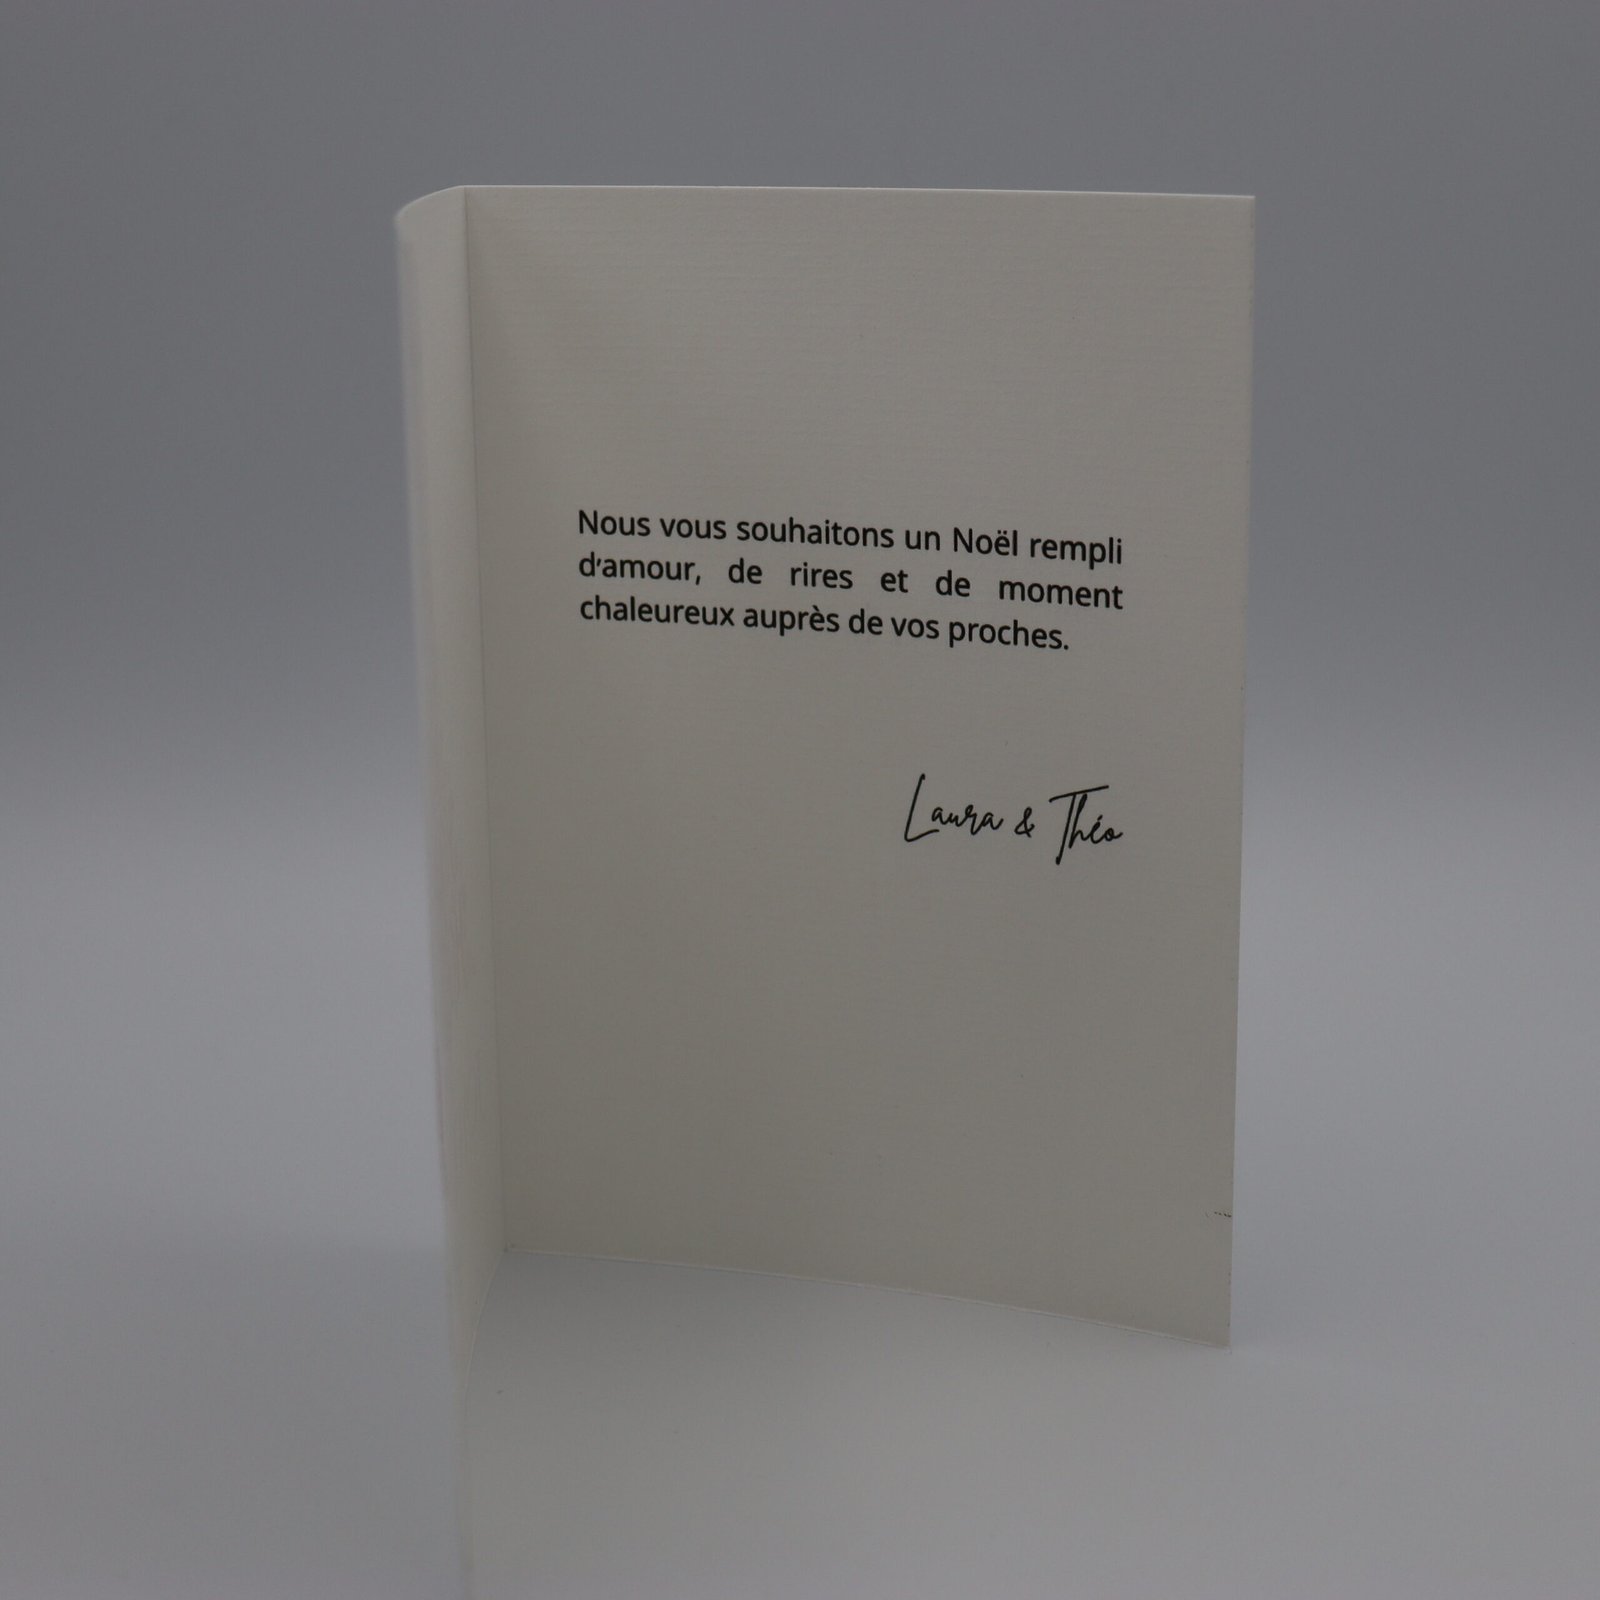 Nous vous souhaitons un Noël rempli
d'amour, de rires et de moment
chaleureux auprès de vos proches.
Laura & Théo